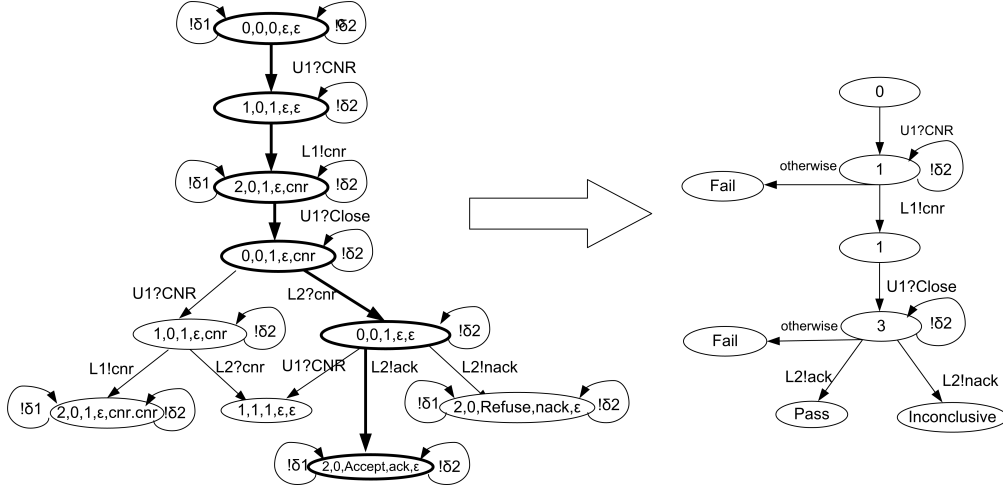 !δ1
0,0,0,ε,ε
!δ2
U1?CNR
1,0,1,ε,ε
!δ2
L1!cnr
!δ1
2,0,1,ε,cnr
!δ2
U1?Close
0,0,1,ε,cnr
!δ2
U1?CNR
L2?cnr
1,0,1,ε,cnr
!δ2
0,0,1,ε,ε
!δ2
L1!cnr
L2?cnr
U1?CNR
L2!ack
L2!nack
!δ1
2,0,1,ε,cnr.cnr
!δ2
1,1,1,ε,ε
!δ1
2,0,Refuse,nack,ε
!δ2
!δ1
2,0,Accept,ack,ε
!δ2
0
U1?CNR
otherwise
1
!δ2
Fail
L1!cnr
1
U1?Close
otherwise
3
!δ2
Fail
L2!ack
L2!nack
Pass
Inconclusive